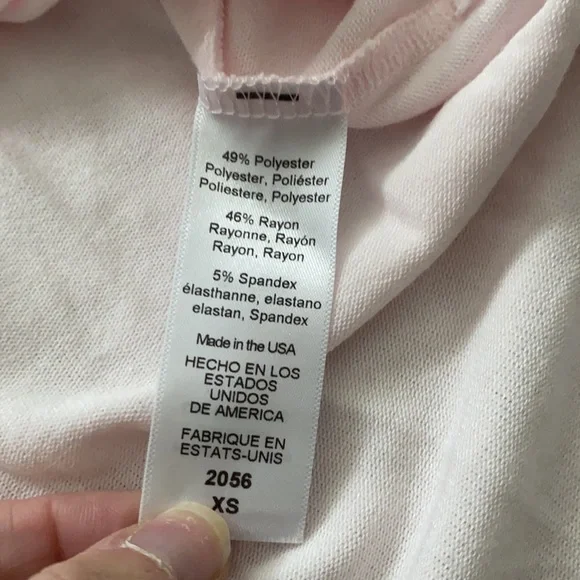 49% Polyester
Polyester, Poliéster
Poliestere, Polyester
46% Rayon
Rayonne, Rayón
Rayon, Rayon
5% Spandex
élasthanne, elastano
elastan, Spandex
Made in the USA
HECHO EN LOS
ESTADOS
UNIDOS
DE AMERICA
FABRIQUE EN
ESTATS-UNIS
2056
XS